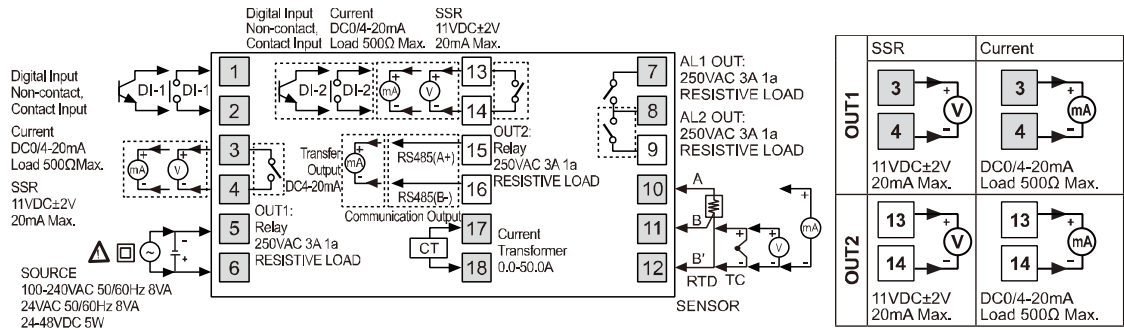 Digital Input
Non-contact,
Contact Input
Current
DC0/4-20mA
Load 500Ω Max.
SSR
11VDC±2V
20mA Max.
Digital Input
Non-contact,
Contact Input
Current
DC0/4-20mA
Load 500ΩMax.
SSR
11VDC±2V
20mA Max.
DI-1
DI-1
1
2
mA
V
3
4
OUT1:
Relay
250VAC 3A 1a
RESISTIVE LOAD
5
6
SOURCE
100-240VAC 50/60Hz 8VA
24VAC 50/60Hz 8VA
24-48VDC 5W
DI-2
DI-2
mA
V
13
14
Transfer
Output
DC4-20mA
mA
RS485(A+)
RS485(B-)
Communication Output
15
16
OUT2:
Relay
250VAC 3A 1a
RESISTIVE LOAD
CT
17
18
Current
Transformer
0.0-50.0A
7
8
9
AL1 OUT:
250VAC 3A 1a
RESISTIVE LOAD
AL2 OUT:
250VAC 3A 1a
RESISTIVE LOAD
10
11
12
A
B
B'
RTD
TC
V
mA
SENSOR
SSR
Current
OUT1
3
4
+
-
V
11VDC±2V
20mA Max.
3
4
+
-
mA
DC0/4-20mA
Load 500Ω Max.
OUT2
13
14
+
-
V
11VDC±2V
20mA Max.
13
14
+
-
mA
DC0/4-20mA
Load 500Ω Max.